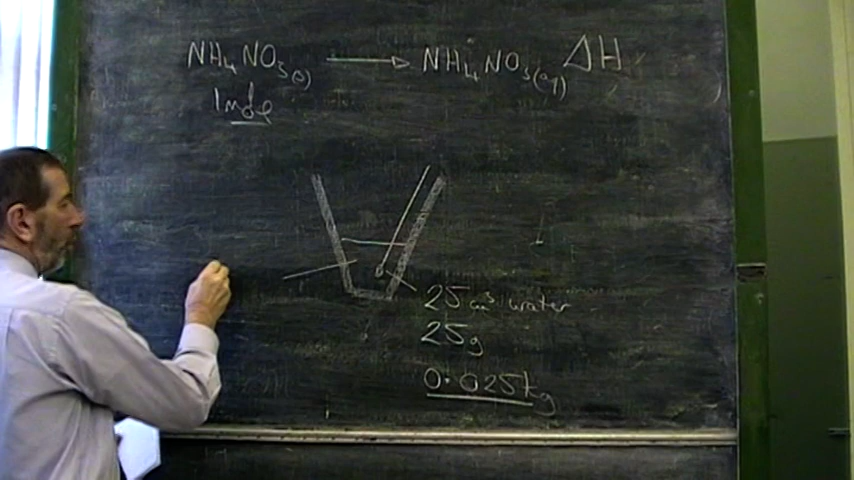 NH₄NO₃(s) → NH₄NO₃(aq) ΔH
1mole
25cm³ water
25g
0.025kg